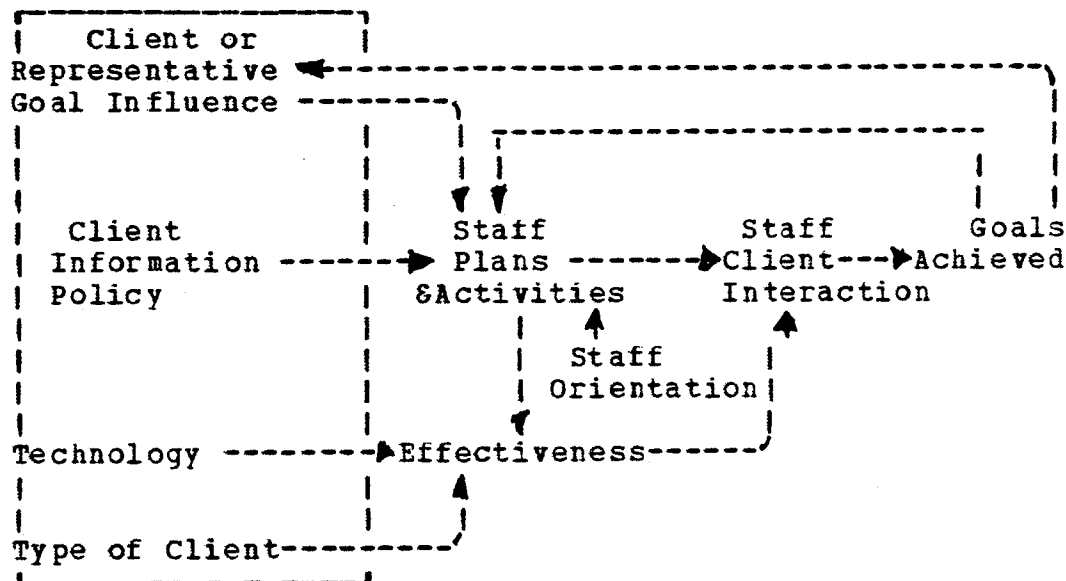 Client or
Representative
Goal Influence
Client
Information
Policy
Staff
Plans
&Activities
Staff
Client
Interaction
Goals
Achieved
Staff
Orientation
Technology
Effectiveness
Type of Client